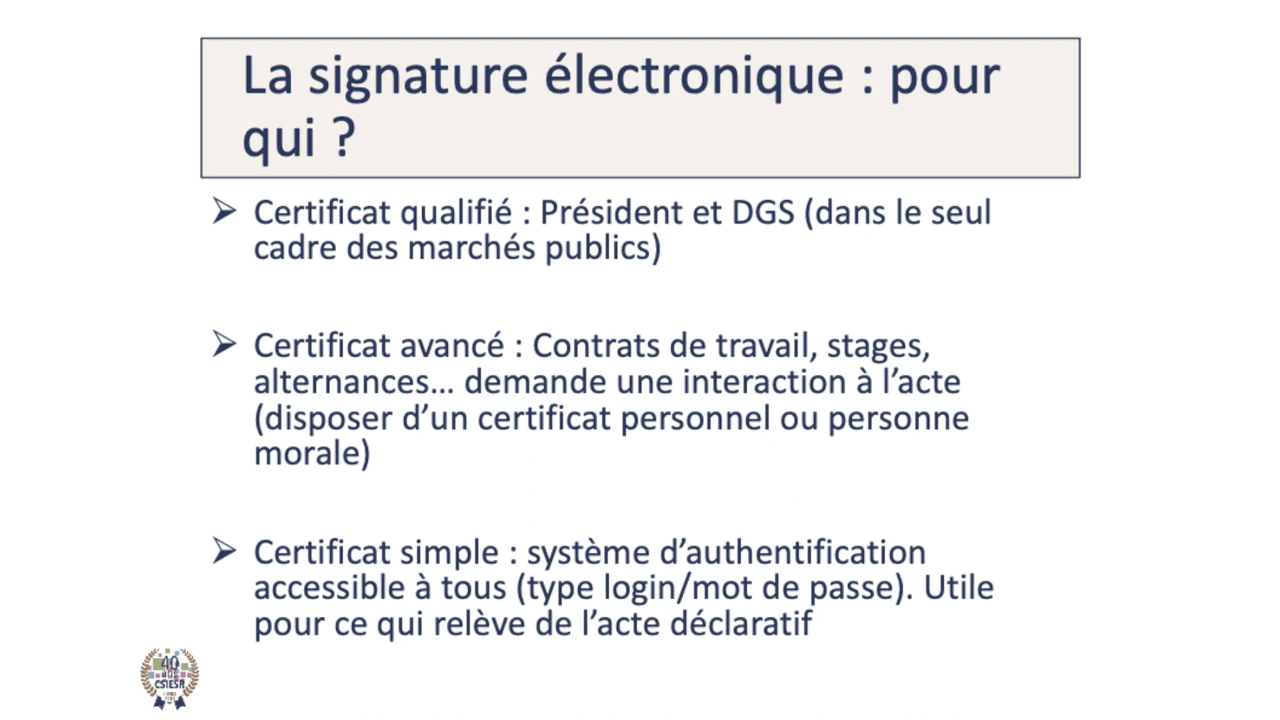 La signature électronique : pour
qui ?
➢ Certificat qualifié : Président et DGS (dans le seul
cadre des marchés publics)
➢ Certificat avancé : Contrats de travail, stages,
alternances… demande une interaction à l’acte
(disposer d’un certificat personnel ou personne
morale)
➢ Certificat simple : système d’authentification
accessible à tous (type login/mot de passe). Utile
pour ce qui relève de l’acte déclaratif
40
CSIESR